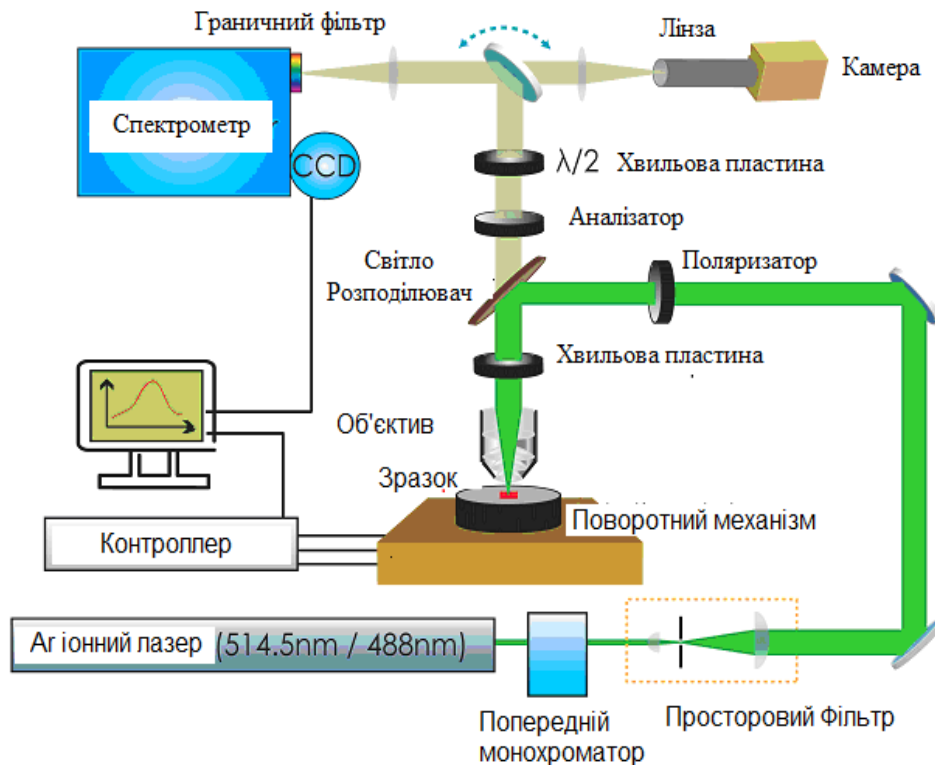 Граничний фільтр
Лінза
Камера
Спектрометр
CCD
λ/2 Хвильова пластина
Аналізатор
Світло
Розподілювач
Поляризатор
Хвильова пластина
Об'єктив
Зразок
Поворотний механізм
Контроллер
Ar іонний лазер (514.5nm / 488nm)
Попередній
монохроматор
Просторовий Фільтр